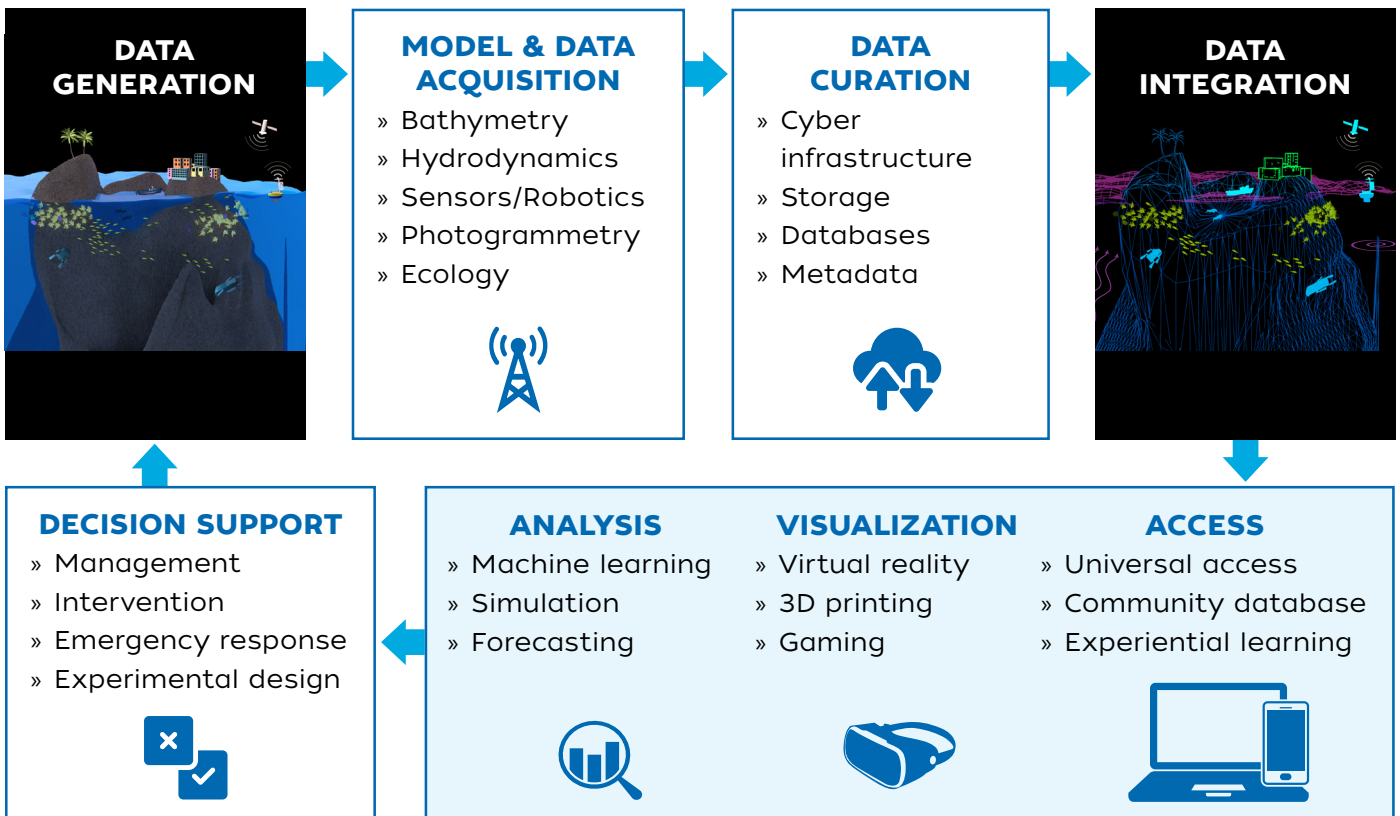 DATA
GENERATION
MODEL & DATA
ACQUISITION
» Bathymetry
» Hydrodynamics
» Sensors/Robotics
» Photogrammetry
» Ecology
DATA
CURATION
» Cyber
infrastructure
» Storage
» Databases
» Metadata
DATA
INTEGRATION
DECISION SUPPORT
» Management
» Intervention
» Emergency response
» Experimental design
ANALYSIS
» Machine learning
» Simulation
» Forecasting
VISUALIZATION
» Virtual reality
» 3D printing
» Gaming
ACCESS
» Universal access
» Community database
» Experiential learning